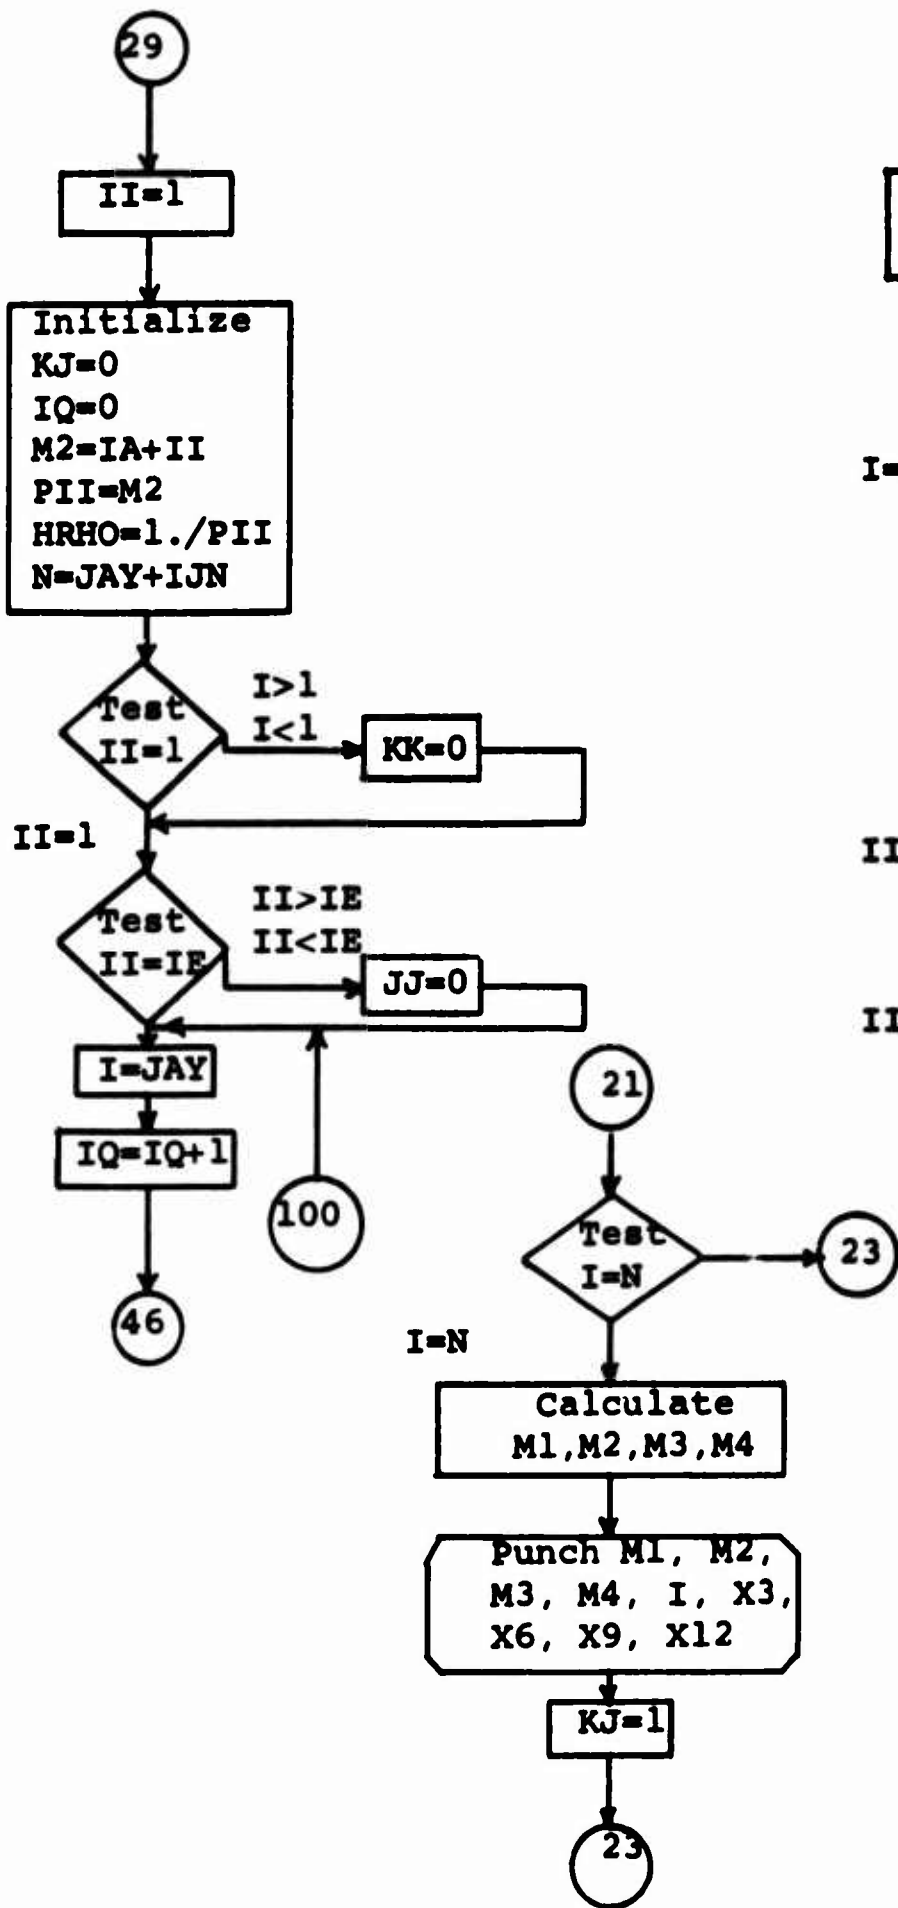 29
II=1
Initialize
KJ=0
IQ=0
M2=IA+II
PII=M2
HRHO=1./PII
N=JAY+IJN
Test
II=1
I>1
I<1
KK=0
II=1
Test
II=IE
II>IE
II<IE
JJ=0
I=JAY
IQ=IQ+1
100
46
21
Test
I=N
23
I=N
Calculate
M1,M2,M3,M4
Punch M1, M2,
M3, M4, I, X3,
X6, X9, X12
KJ=1
23
I=
II
II